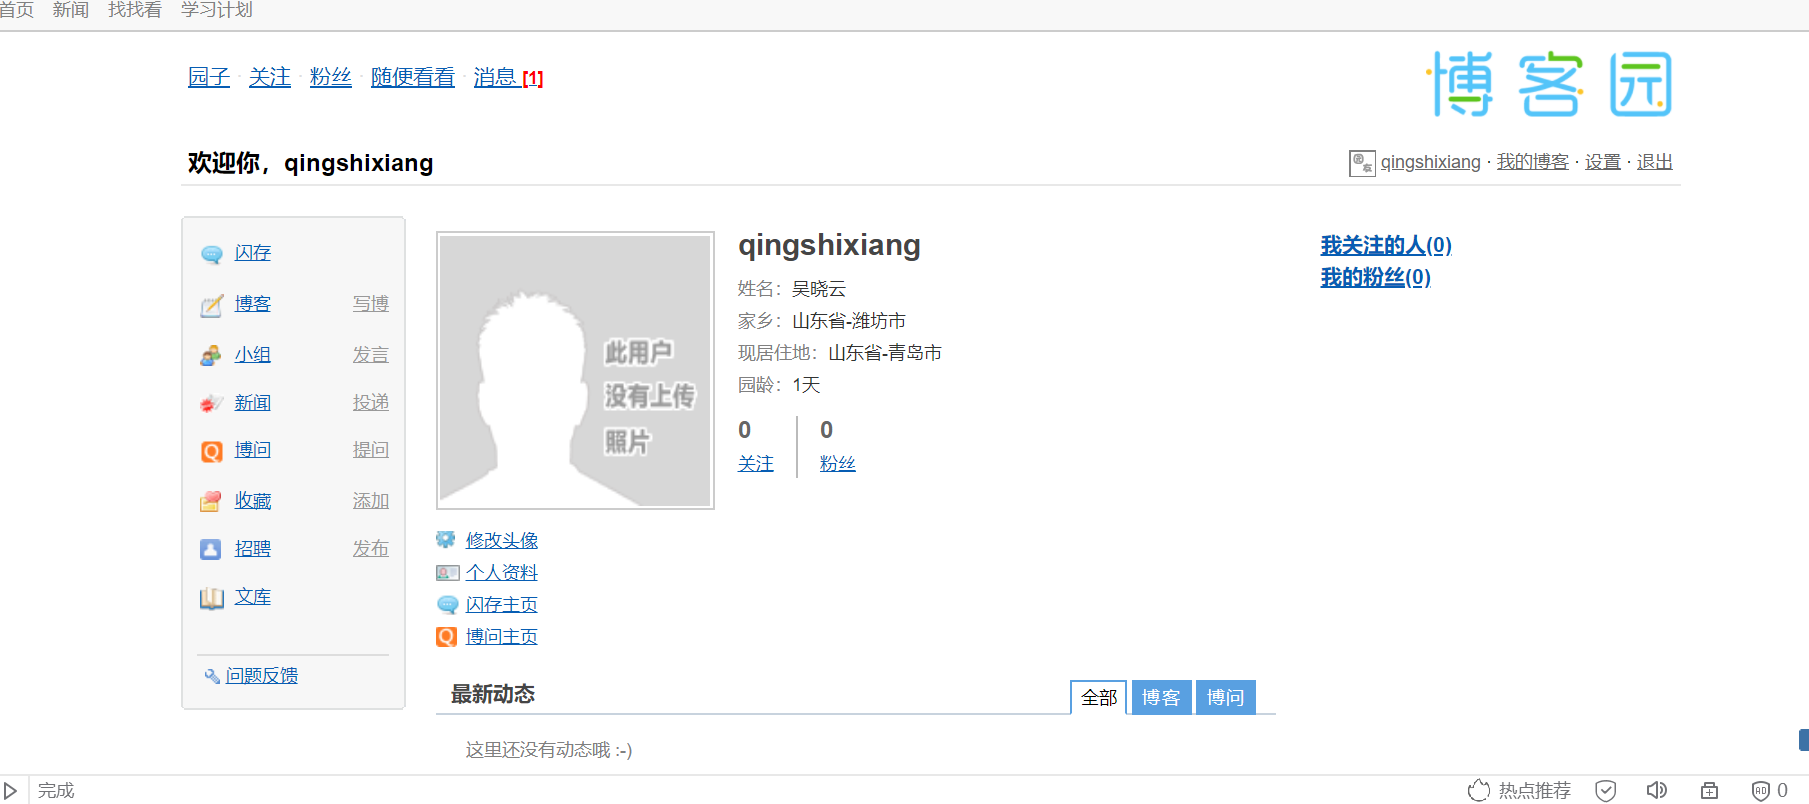 首页 新闻 找找看 学习计划
园子 · 关注 · 粉丝 · 随便看看 · 消息 [1]
博客园
欢迎你，qingshixiang
qingshixiang · 我的博客 · 设置 · 退出
闪存
博客 写博
小组 发言
新闻 投递
博问 提问
收藏 添加
招聘 发布
文库
问题反馈
此用户
没有上传
照片
qingshixiang
姓名：吴晓云
家乡：山东省-潍坊市
现居住地：山东省-青岛市
园龄：1天
0 0
关注 粉丝
修改头像
个人资料
闪存主页
博问主页
我关注的人(0)
我的粉丝(0)
最新动态 全部 博客 博问
这里还没有动态哦 :-)
完成 热点推荐 AD 0